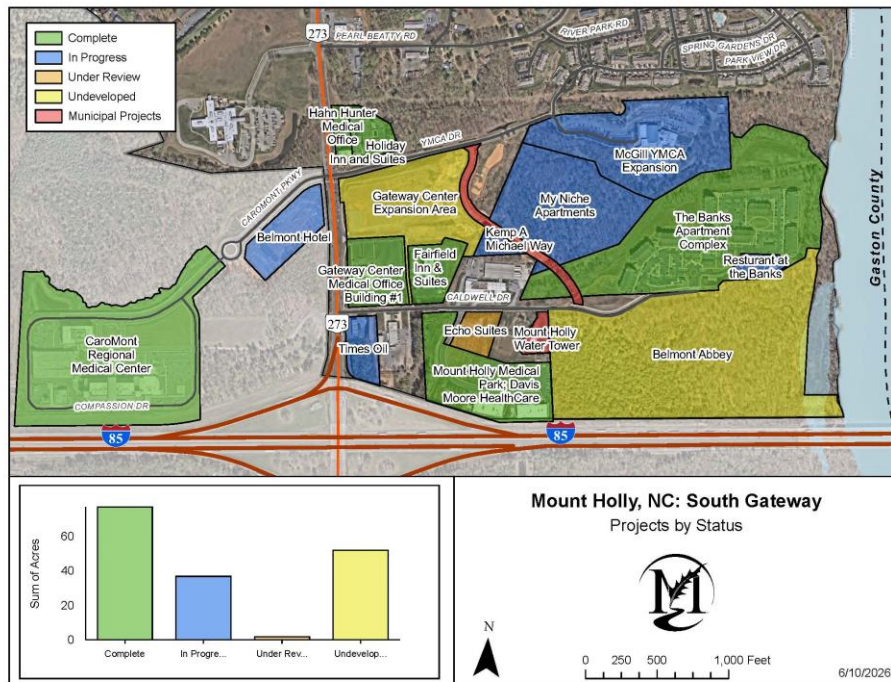 Complete
In Progress
Under Review
Undeveloped
Municipal Projects
273
PEARL BEATTY RD
RIVER PARK RD
SPRING GARDENS DR
PARK VIEW DR
Hahn Hunter
Medical
Office
Holiday
Inn and Suites
YMCA DR
McGill YMCA
Expansion
CAROMONT PKWY
Gateway Center
Expansion Area
My Niche
Apartments
Gaston County
The Banks
Apartment
Complex
Belmont Hotel
Kemp A
Michael Way
Fairfield
Inn &
Suites
Resturant at
the Banks
Gateway Center
Medical Office
Building #1
CALDWELL DR
273
Echo Suites
Mount Holly
Water Tower
Times Oil
Belmont Abbey
CaroMont
Regional
Medical Center
Mount Holly Medical
Park; Davis
Moore HealthCare
COMPASSION DR
85
85
Sum of Acres
60
40
20
0
Complete
In Progre...
Under Rev...
Undevelop...
Mount Holly, NC: South Gateway
Projects by Status
M
N
0 250 500 1,000 Feet
6/10/2026